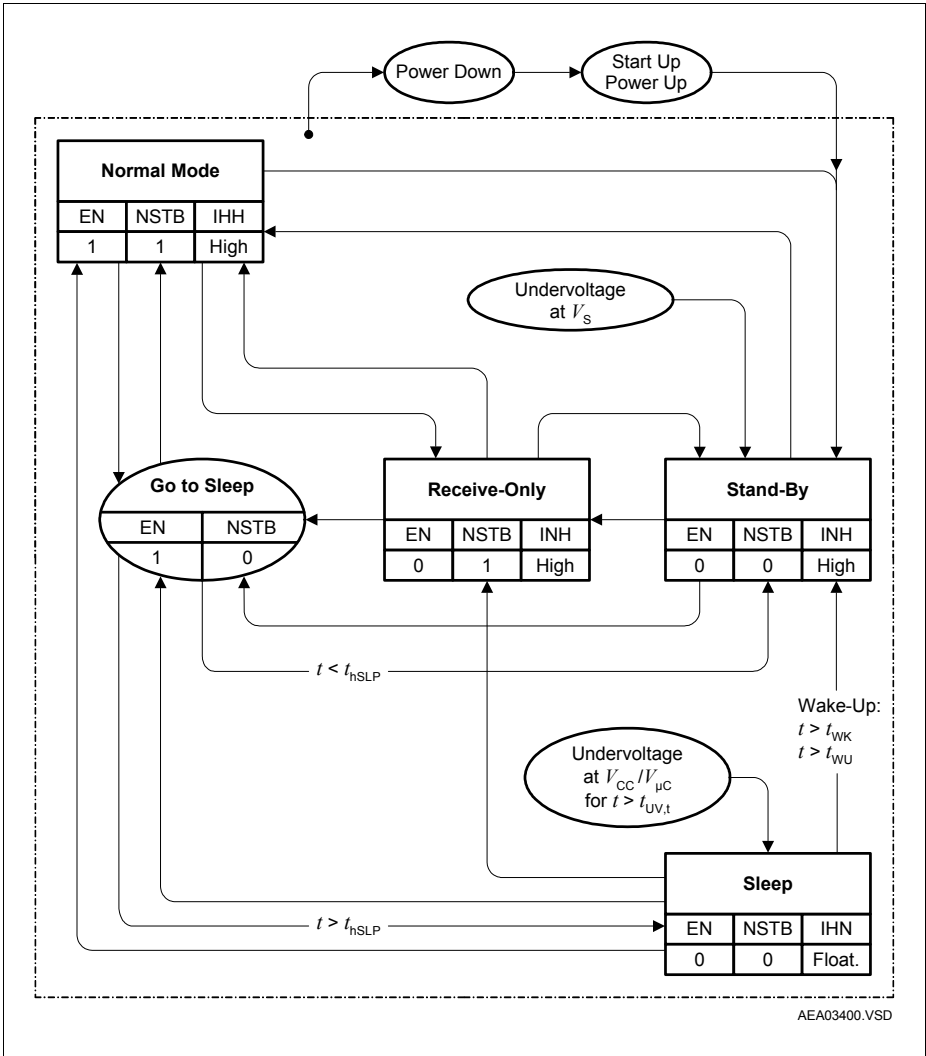 Power Down
Start Up
Power Up
Normal Mode
EN NSTB IHH
1 1 High
Undervoltage
at VS
Go to Sleep
EN NSTB
1 0
Receive-Only
EN NSTB INH
0 1 High
Stand-By
EN NSTB INH
0 0 High
t < thSLP
Wake-Up:
t > tWK
t > tWU
Undervoltage
at VCC/VµC
for t > tUV,t
Sleep
EN NSTB IHN
0 0 Float.
t > thSLP
AEA03400.VSD